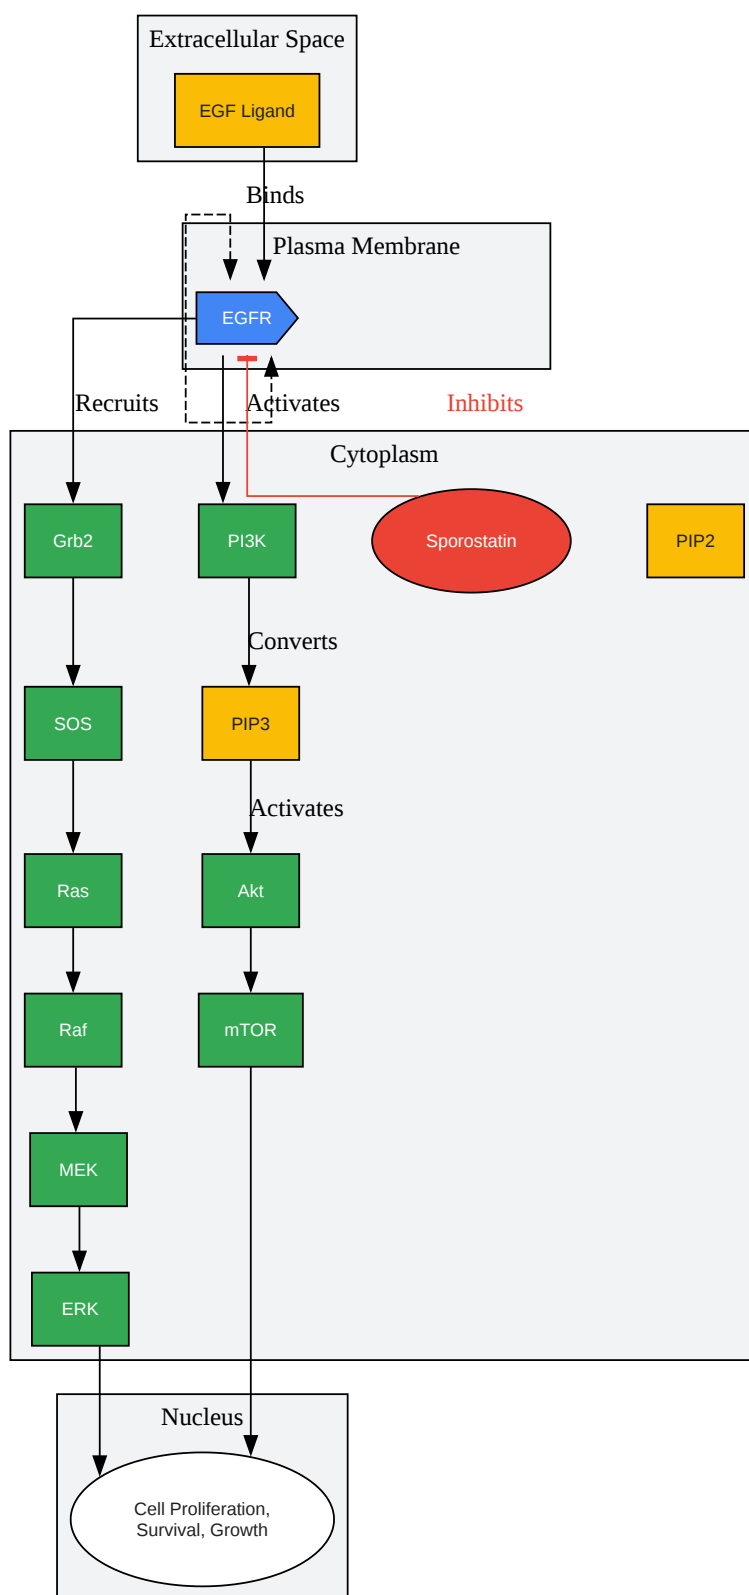 Extracellular Space
EGF Ligand
Binds
Plasma Membrane
EGFR
Recruits
Activates
Inhibits
Cytoplasm
Grb2
PI3K
Sporostatin
PIP2
Converts
SOS
PIP3
Activates
Ras
Akt
Raf
mTOR
MEK
ERK
Nucleus
Cell Proliferation,
Survival, Growth